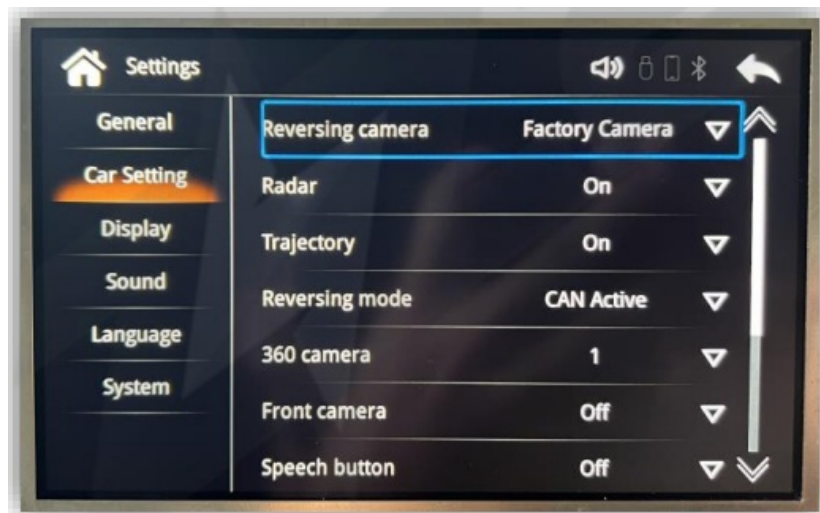 Settings
General
Car Setting
Display
Sound
Language
System
Reversing camera Factory Camera
Radar On
Trajectory On
Reversing mode CAN Active
360 camera 1
Front camera Off
Speech button Off